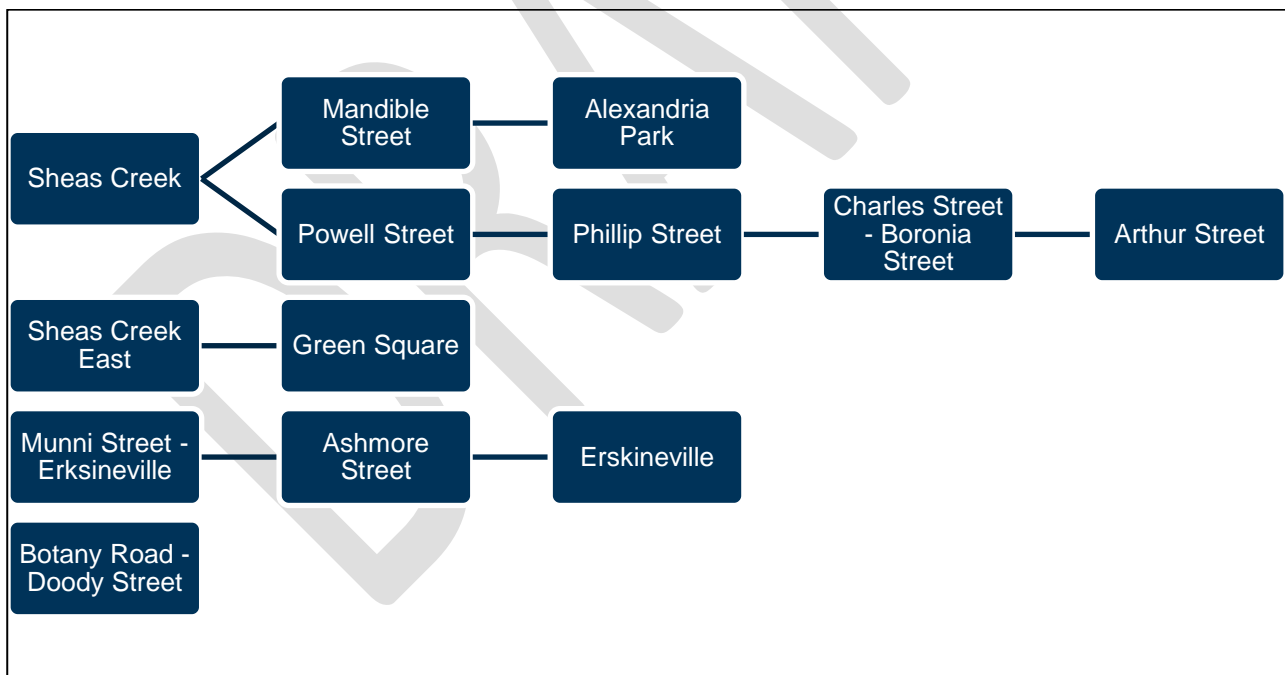 Mandible
Street
Alexandria
Park
Sheas Creek
Powell Street
Phillip Street
Charles Street
- Boronia
Street
Arthur Street
Sheas Creek
East
Green Square
Munni Street -
Erksineville
Ashmore
Street
Erskineville
Botany Road -
Doody Street